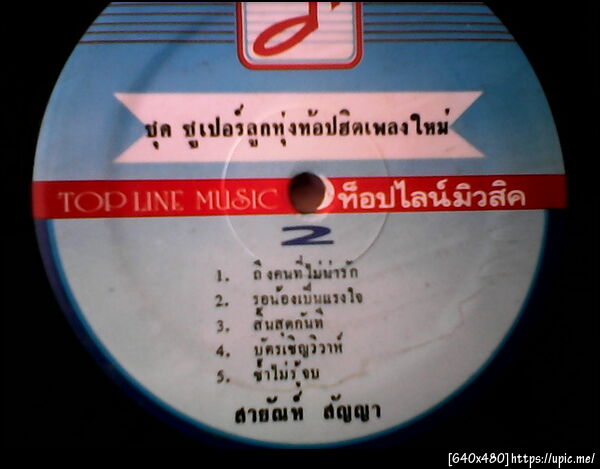 ชุด ซูเปอร์ลูกทุ่งท้อปฮิตเพลงใหม่
TOP LINE MUSIC ท็อปไลน์มิวสิค
2
1. ถึงคนที่ไม่น่ารัก
2. รอน้องเป็นแรงใจ
3. สิ้นสุดกันที
4. บัตรเชิญวิวาห์
5. ช้ำไม่รู้จบ
สายัณห์ สัญญา
[640x480]https://upic.me/